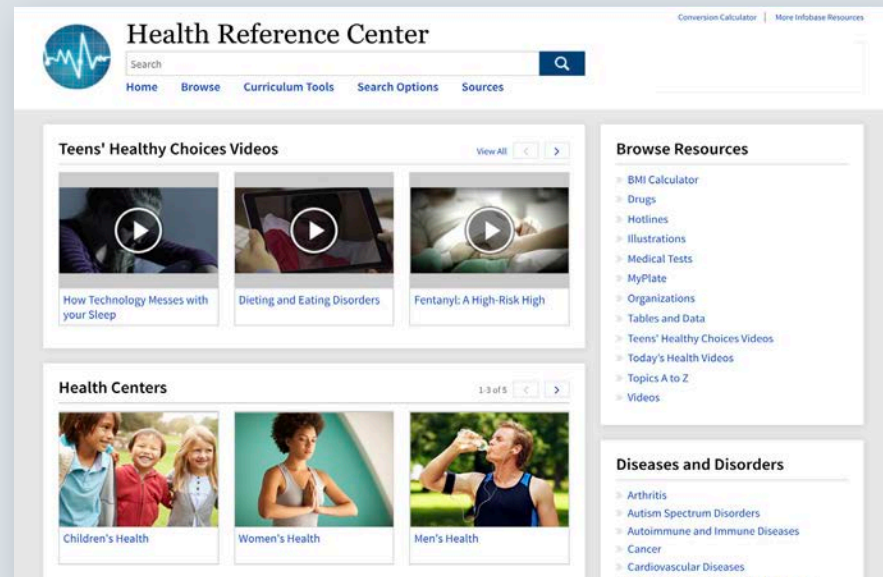 Conversion Calculator | More Infobase Resources
Health Reference Center
Search
Home Browse Curriculum Tools Search Options Sources
Teens' Healthy Choices Videos
View All
How Technology Messes with
your Sleep
Dieting and Eating Disorders
Fentanyl: A High-Risk High
Health Centers
1-3 of 5
Children's Health
Women's Health
Men's Health
Browse Resources
BMI Calculator
Drugs
Hotlines
Illustrations
Medical Tests
MyPlate
Organizations
Tables and Data
Teens' Healthy Choices Videos
Today's Health Videos
Topics A to Z
Videos
Diseases and Disorders
Arthritis
Autism Spectrum Disorders
Autoimmune and Immune Diseases
Cancer
Cardiovascular Diseases